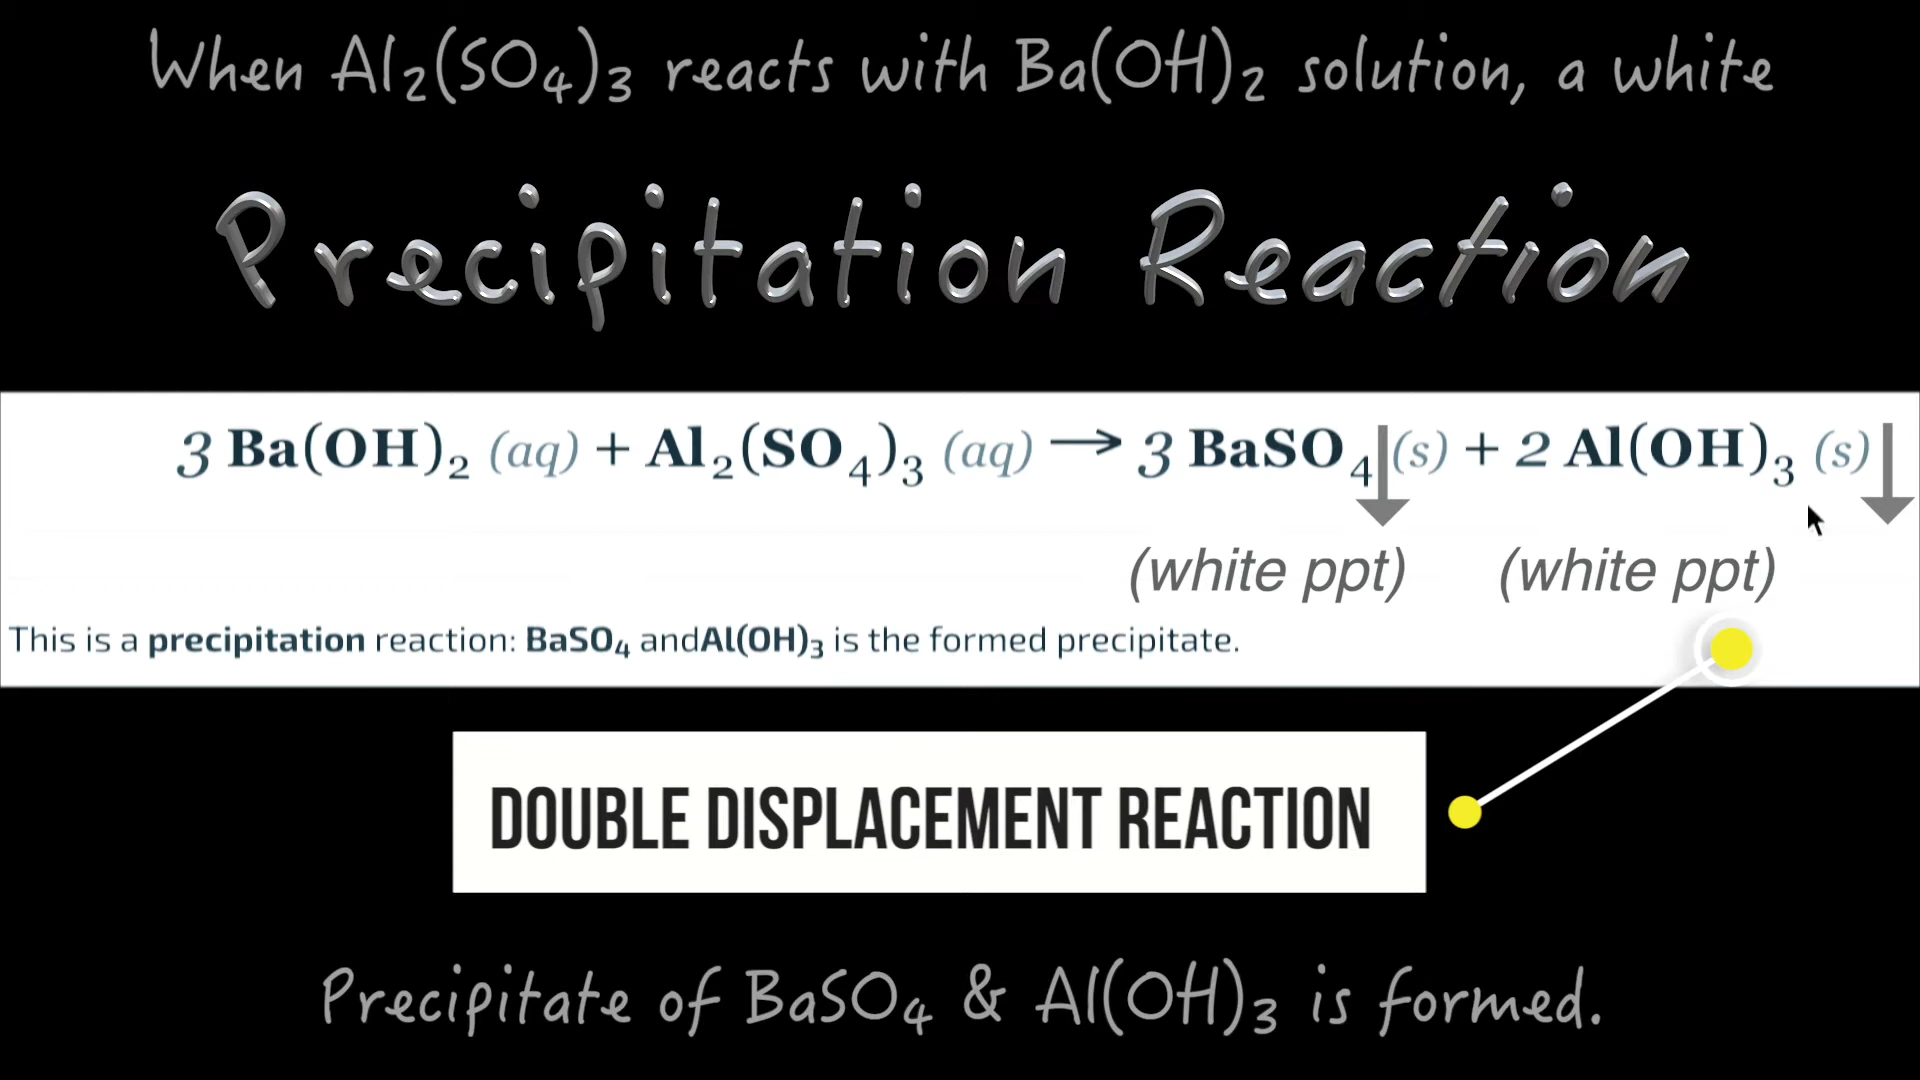 When Al₂(SO₄)₃ reacts with Ba(OH)₂ solution, a white
Precipitation Reaction
3 Ba(OH)₂ (aq) + Al₂(SO₄)₃ (aq) → 3 BaSO₄↓(s) + 2 Al(OH)₃ (s)↓
(white ppt) (white ppt)
This is a precipitation reaction: BaSO₄ andAl(OH)₃ is the formed precipitate.
DOUBLE DISPLACEMENT REACTION
Precipitate of BaSO₄ & Al(OH)₃ is formed.